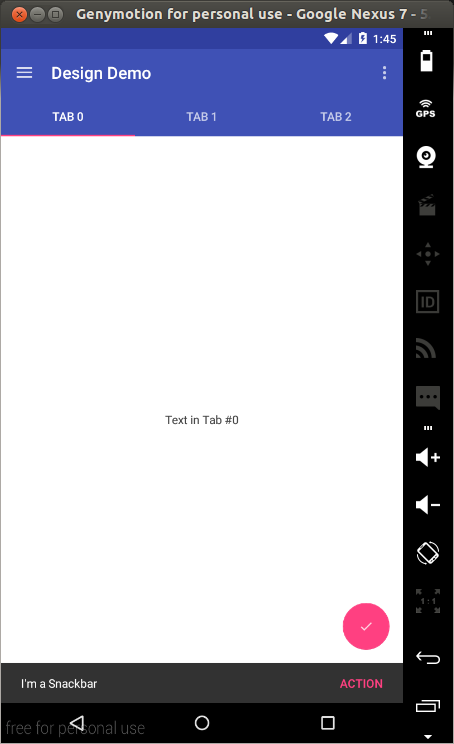 Genymotion for personal use - Google Nexus 7 - 5
1:45
Design Demo
TAB 0
TAB 1
TAB 2
GPS
ID
Text in Tab #0
1:1
I'm a Snackbar
ACTION
free for personal use